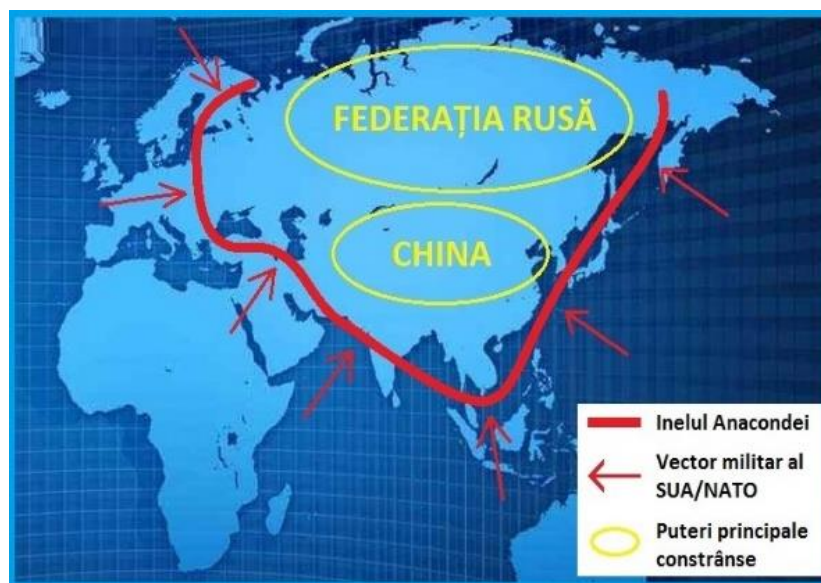 FEDERAȚIA RUSĂ
CHINA
Inelul Anacondei
Vector militar al
SUA/NATO
Puteri principale
constrânse